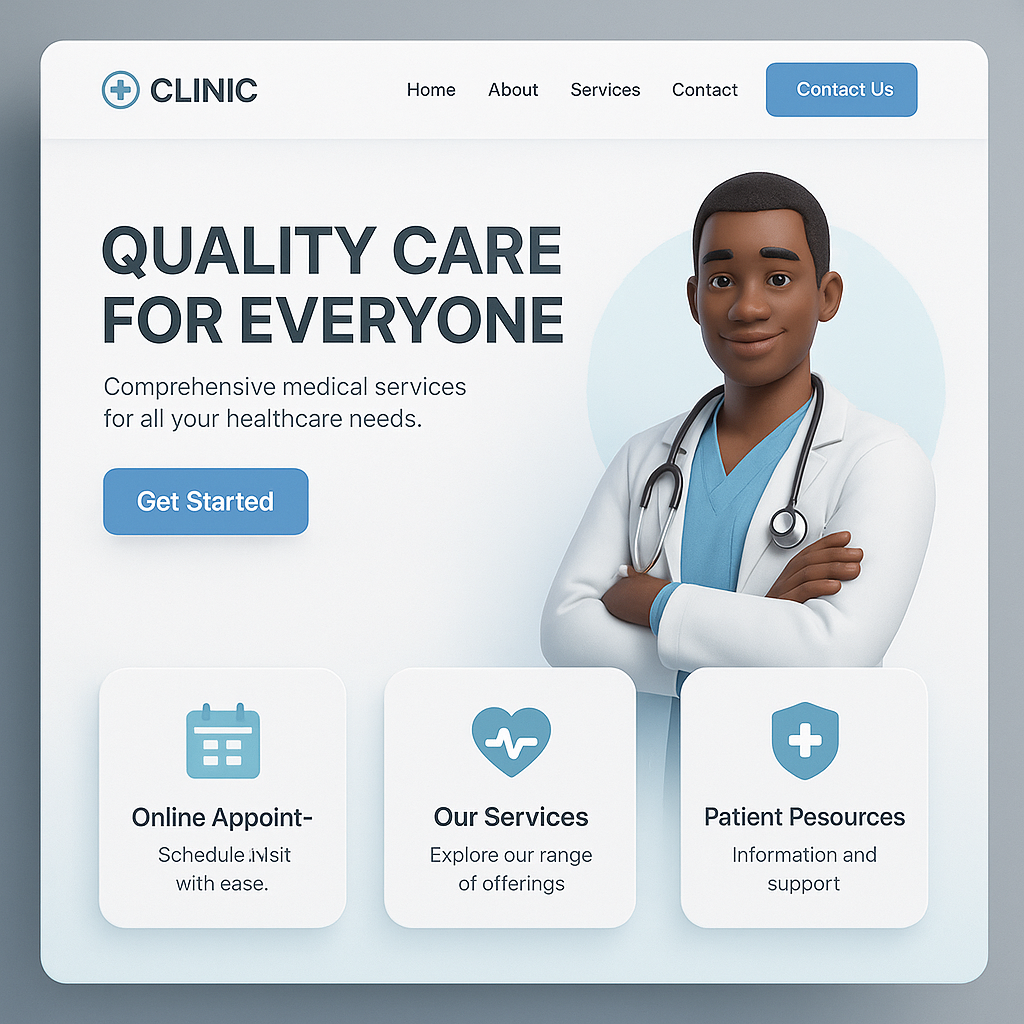 CLINIC
Home About Services Contact Contact Us
QUALITY CARE
FOR EVERYONE
Comprehensive medical services
for all your healthcare needs.
Get Started
Online Appoint-
Schedule
with ease.
Our Services
Explore our range
of offerings
Patient Pesources
Information and
support